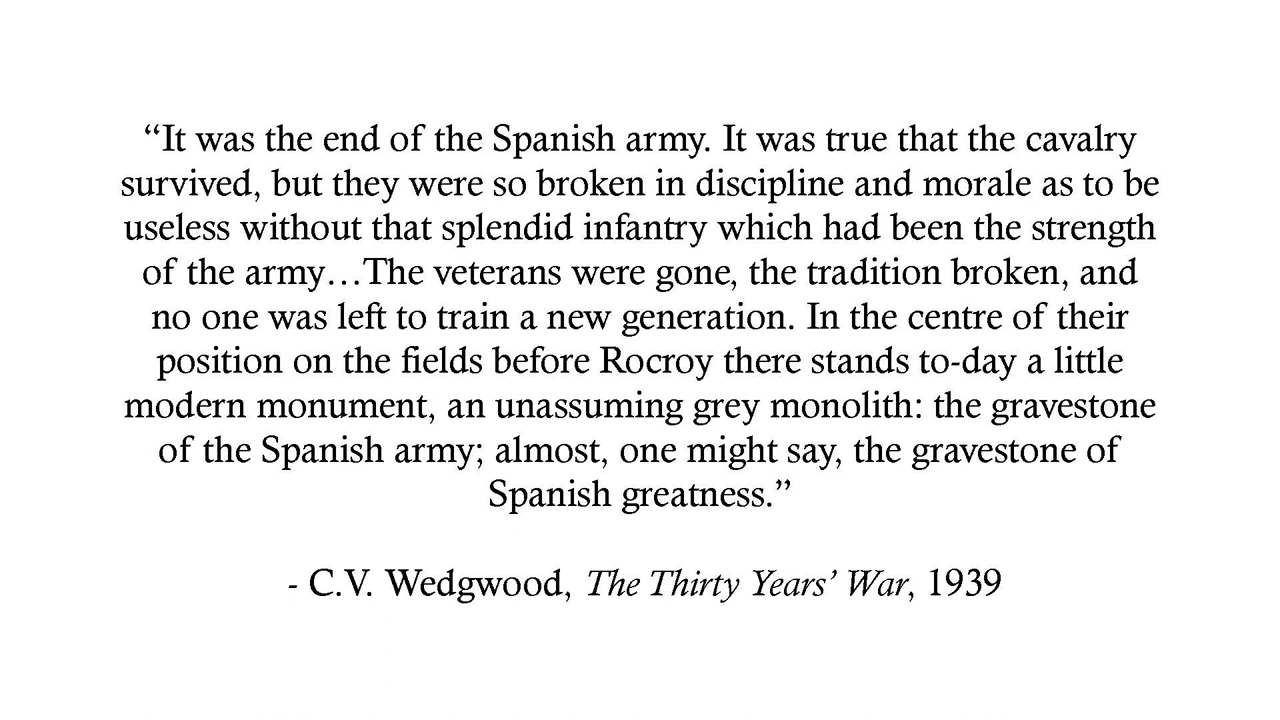 “It was the end of the Spanish army. It was true that the cavalry
survived, but they were so broken in discipline and morale as to be
useless without that splendid infantry which had been the strength
of the army…The veterans were gone, the tradition broken, and
no one was left to train a new generation. In the centre of their
position on the fields before Rocroy there stands to-day a little
modern monument, an unassuming grey monolith: the gravestone
of the Spanish army; almost, one might say, the gravestone of
Spanish greatness.”
- C.V. Wedgwood, The Thirty Years’ War, 1939